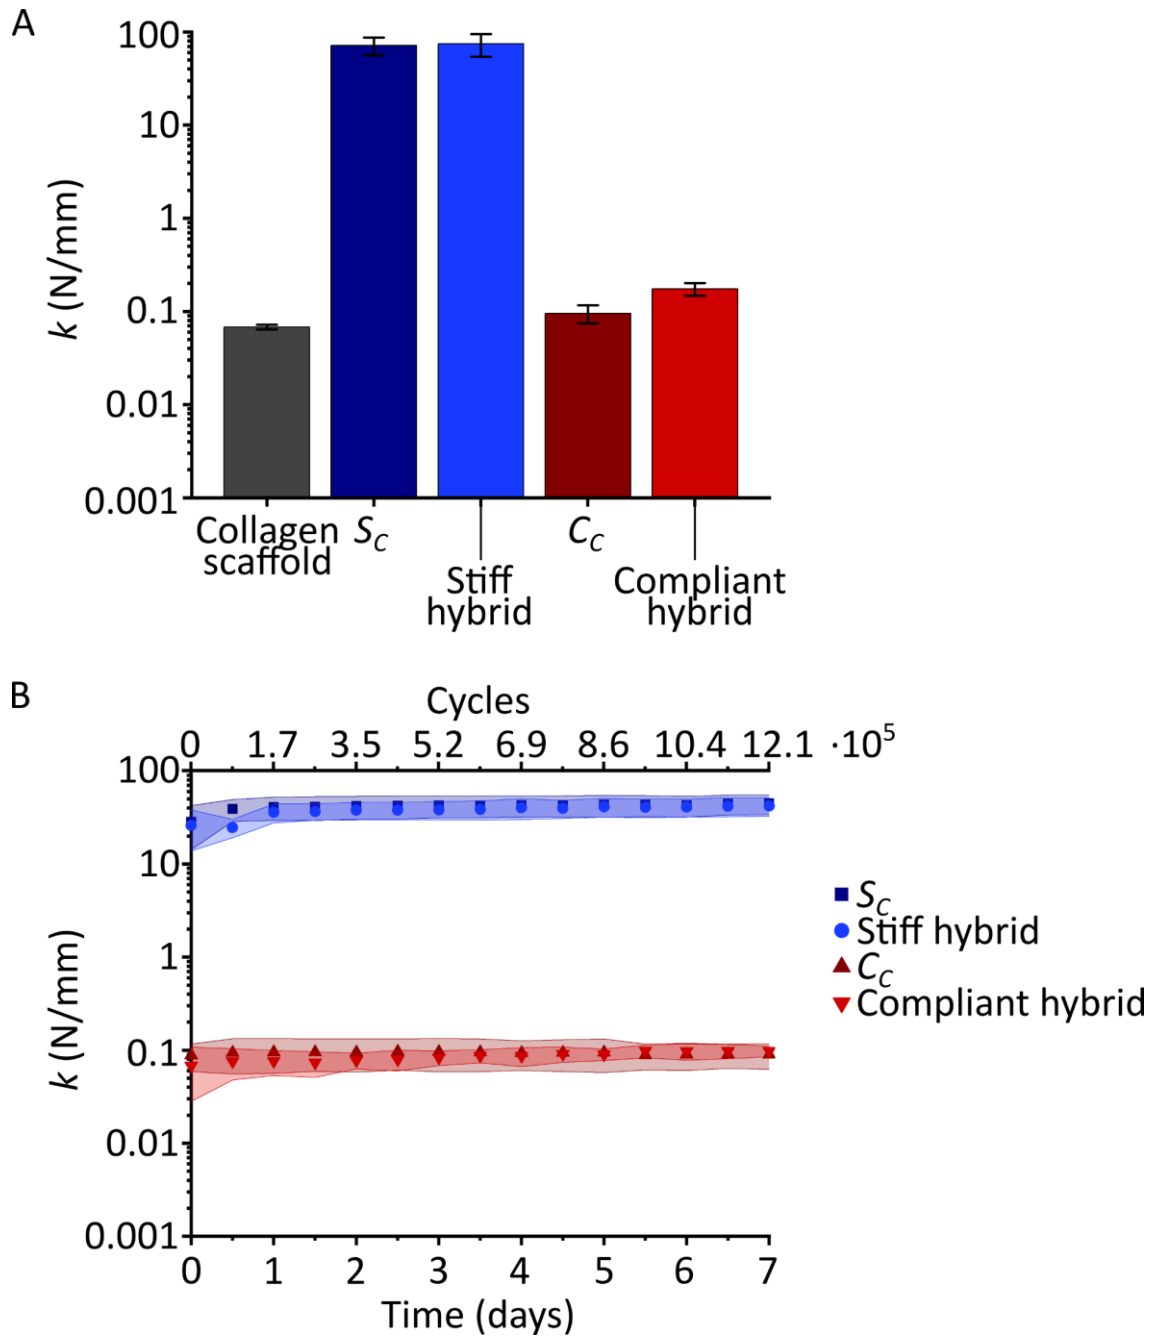 A
100
10
1
0.1
0.01
0.001
k (N/mm)
Collagen
scaffold
SC
Stiff
hybrid
CC
Compliant
hybrid
B
Cycles
0 1.7 3.5 5.2 6.9 8.6 10.4 12.1 ·10⁵
100
10
1
0.1
0.01
0.001
k (N/mm)
0 1 2 3 4 5 6 7
Time (days)
SC
Stiff hybrid
CC
Compliant hybrid